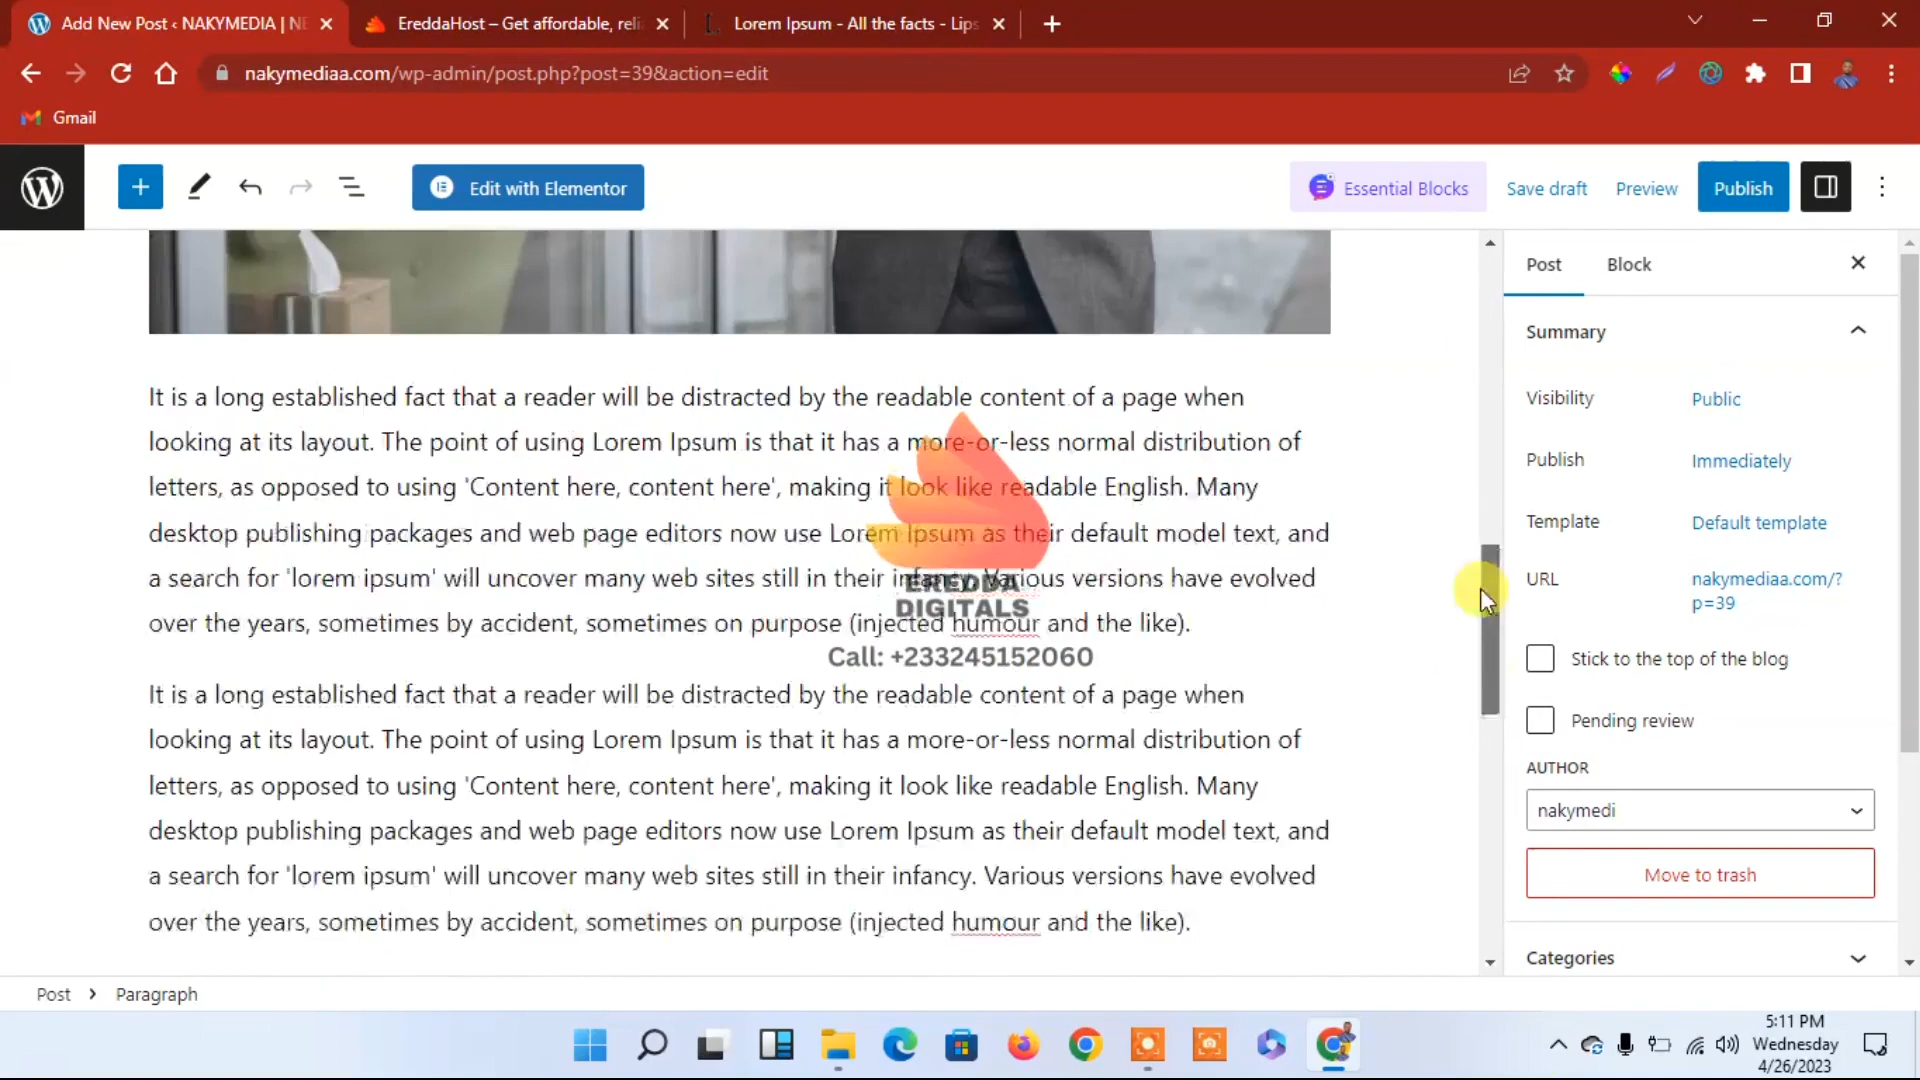 Add New Post ‹ NAKYMEDIA | NE
EreddaHost – Get affordable, reli
Lorem Ipsum - All the facts - Lips
nakymediaa.com/wp-admin/post.php?post=39&action=edit
Gmail
Edit with Elementor
Essential Blocks
Save draft
Preview
Publish
It is a long established fact that a reader will be distracted by the readable content of a page when
looking at its layout. The point of using Lorem Ipsum is that it has a more-or-less normal distribution of
letters, as opposed to using 'Content here, content here', making it look like readable English. Many
desktop publishing packages and web page editors now use Lorem Ipsum as their default model text, and
a search for 'lorem ipsum' will uncover many web sites still in their infancy. Various versions have evolved
over the years, sometimes by accident, sometimes on purpose (injected humour and the like).
EREDDA
DIGITALS
Call: +233245152060
It is a long established fact that a reader will be distracted by the readable content of a page when
looking at its layout. The point of using Lorem Ipsum is that it has a more-or-less normal distribution of
letters, as opposed to using 'Content here, content here', making it look like readable English. Many
desktop publishing packages and web page editors now use Lorem Ipsum as their default model text, and
a search for 'lorem ipsum' will uncover many web sites still in their infancy. Various versions have evolved
over the years, sometimes by accident, sometimes on purpose (injected humour and the like).
Post
Block
Summary
Visibility
Public
Publish
Immediately
Template
Default template
URL
nakymediaa.com/?
p=39
Stick to the top of the blog
Pending review
AUTHOR
nakymedi
Move to trash
Categories
Post
Paragraph
5:11 PM
Wednesday
4/26/2023